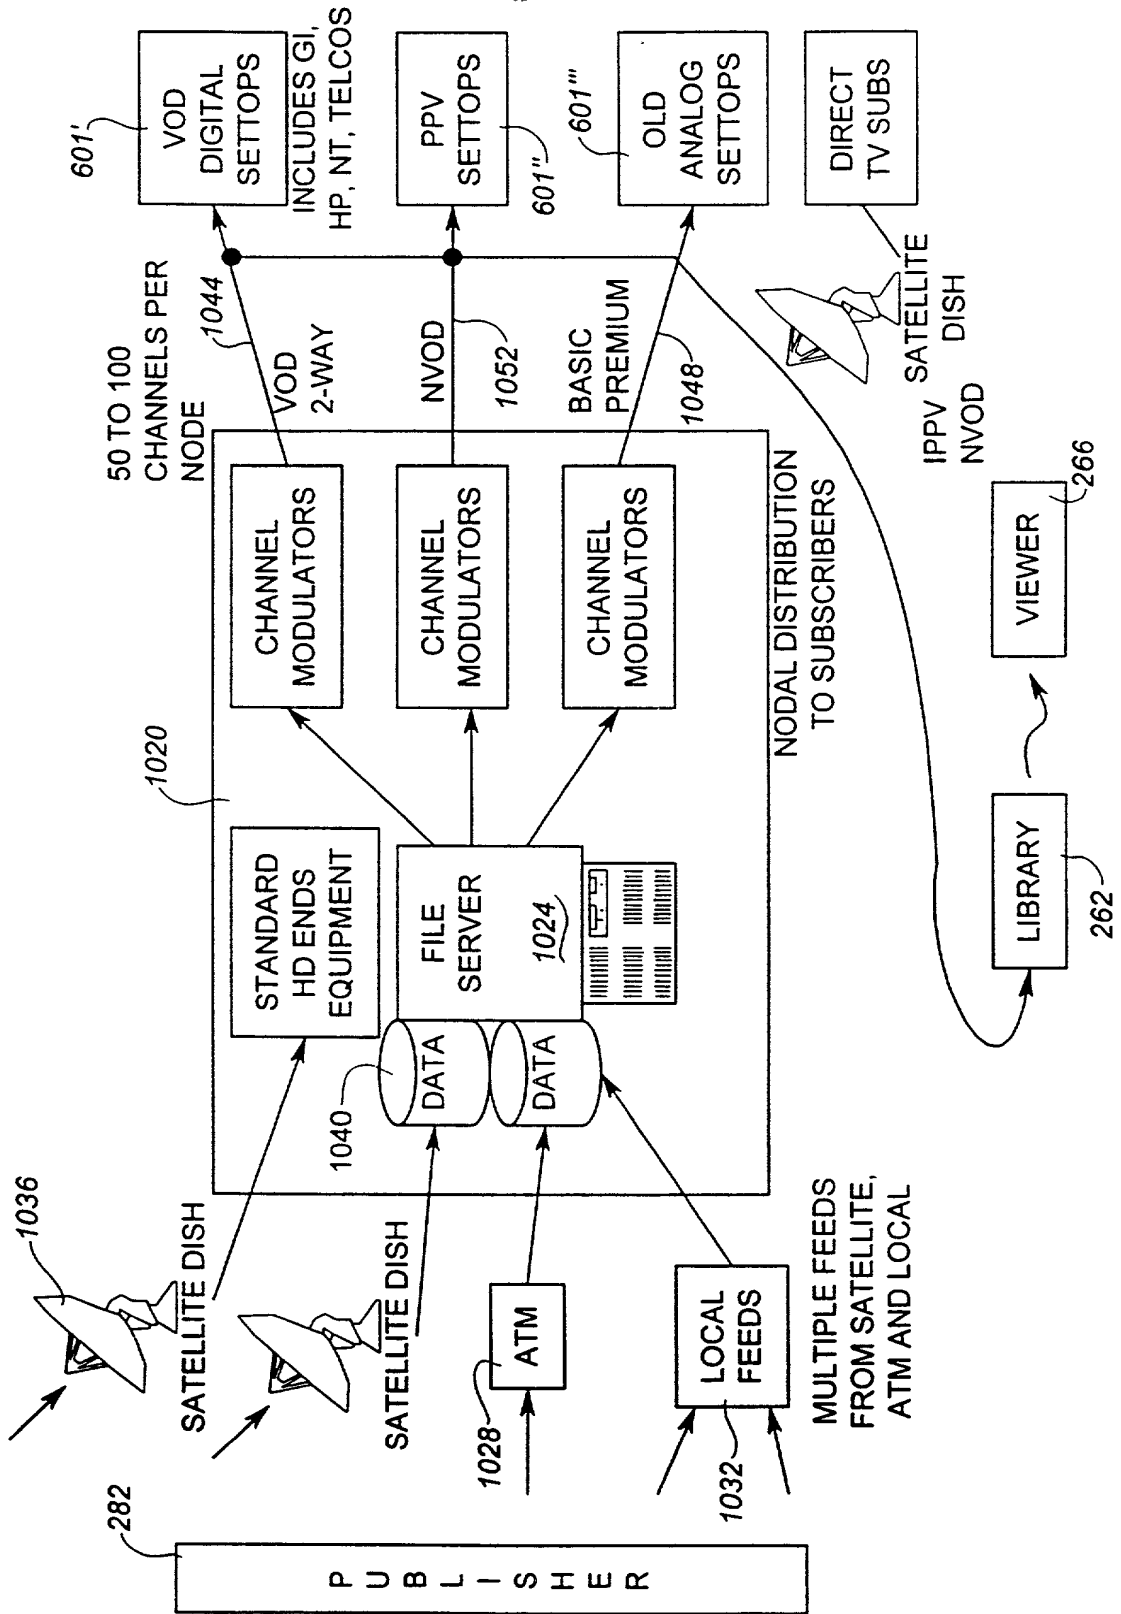 282
P U B L I S H E R
1036
SATELLITE DISH
SATELLITE DISH
1028
ATM
1032
LOCAL
FEEDS
MULTIPLE FEEDS
FROM SATELLITE,
ATM AND LOCAL
1020
STANDARD
HD ENDS
EQUIPMENT
1040
DATA
DATA
FILE
SERVER
1024
CHANNEL
MODULATORS
CHANNEL
MODULATORS
CHANNEL
MODULATORS
NODAL DISTRIBUTION
TO SUBSCRIBERS
50 TO 100
CHANNELS PER
NODE
1044
VOD
2-WAY
NVOD
1052
BASIC
PREMIUM
1048
601'
VOD
DIGITAL
SETTOPS
INCLUDES GI,
HP, NT, TELCOS
PPV
SETTOPS
601"
601'''
OLD
ANALOG
SETTOPS
DIRECT
TV SUBS
SATELLITE
DISH
IPPV
NVOD
LIBRARY
262
VIEWER
266